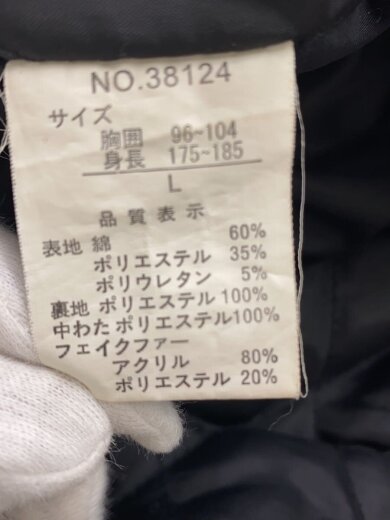 NO.38124
サイズ
胸囲 96~104
身長 175~185
L
品質表示
表地 綿 60%
ポリエステル 35%
ポリウレタン 5%
裏地 ポリエステル 100%
中わた ポリエステル 100%
フェイクファー
アクリル 80%
ポリエステル 20%